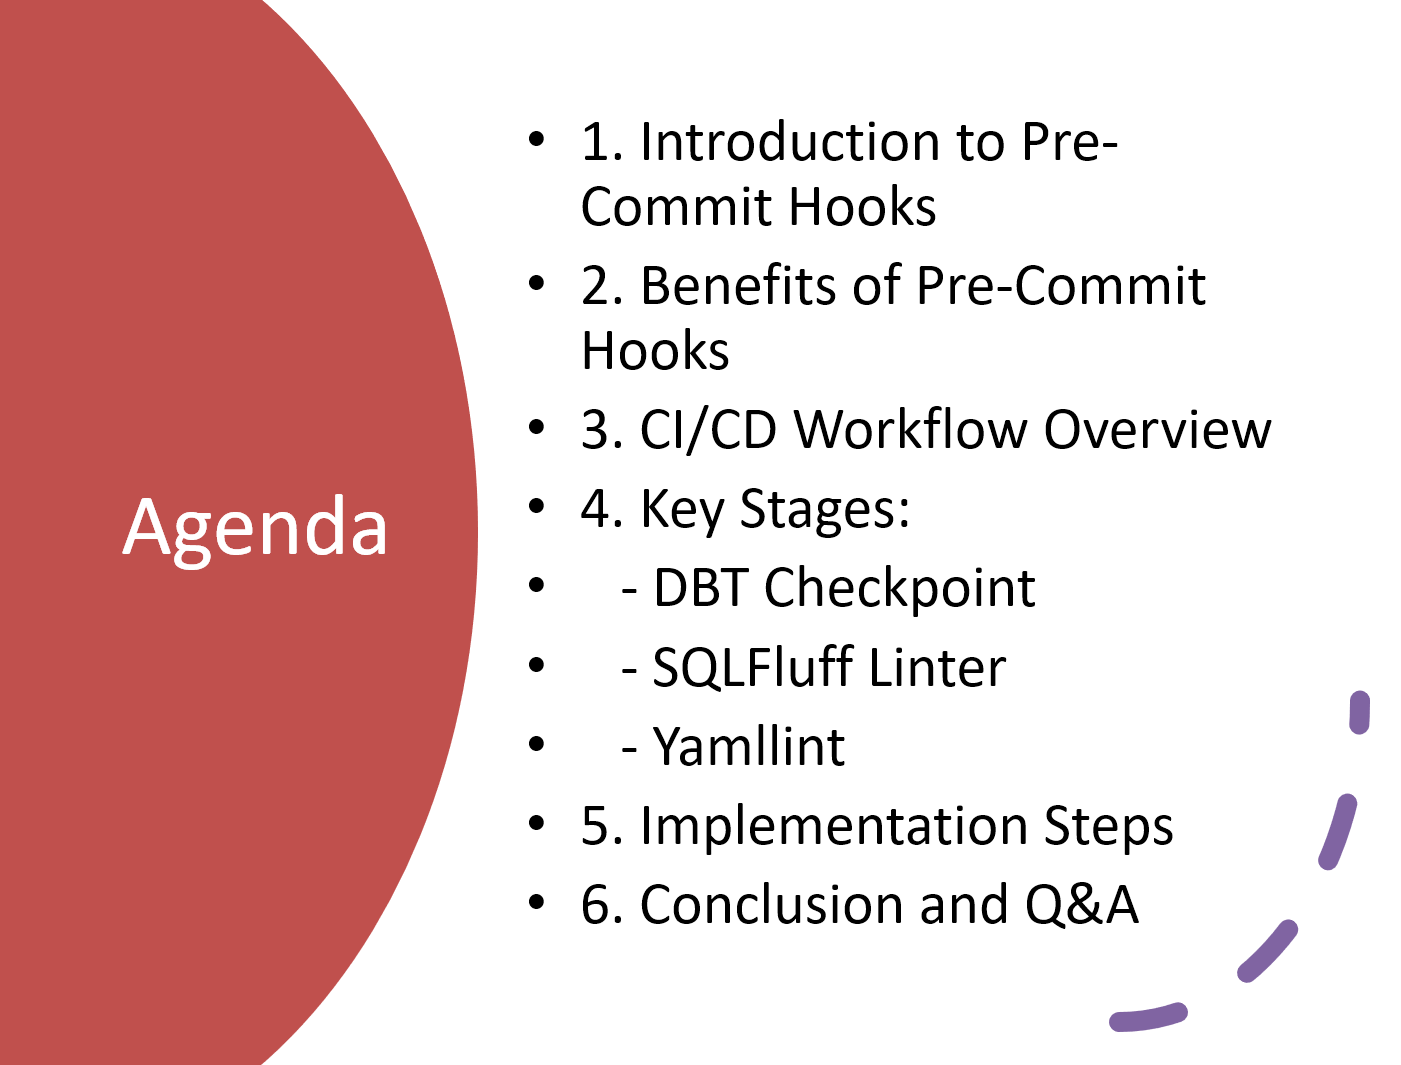 Agenda
• 1. Introduction to Pre-
Commit Hooks
• 2. Benefits of Pre-Commit
Hooks
• 3. CI/CD Workflow Overview
• 4. Key Stages:
• - DBT Checkpoint
• - SQLFluff Linter
• - Yamllint
• 5. Implementation Steps
• 6. Conclusion and Q&A